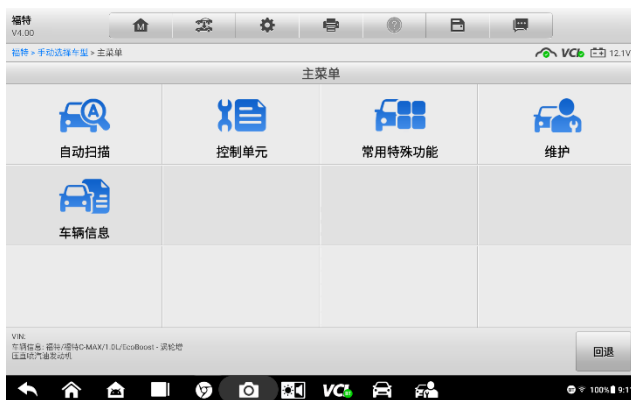 福特
V4.00
福特 » 手动选择车型 » 主菜单
VCI 12.1V
主菜单
自动扫描
控制单元
常用特殊功能
维护
车辆信息
VIN:
车辆信息: 福特/福特C-MAX/1.0L/EcoBoost - 涡轮增
压直喷汽油发动机
回退
VCI
100% 9:1